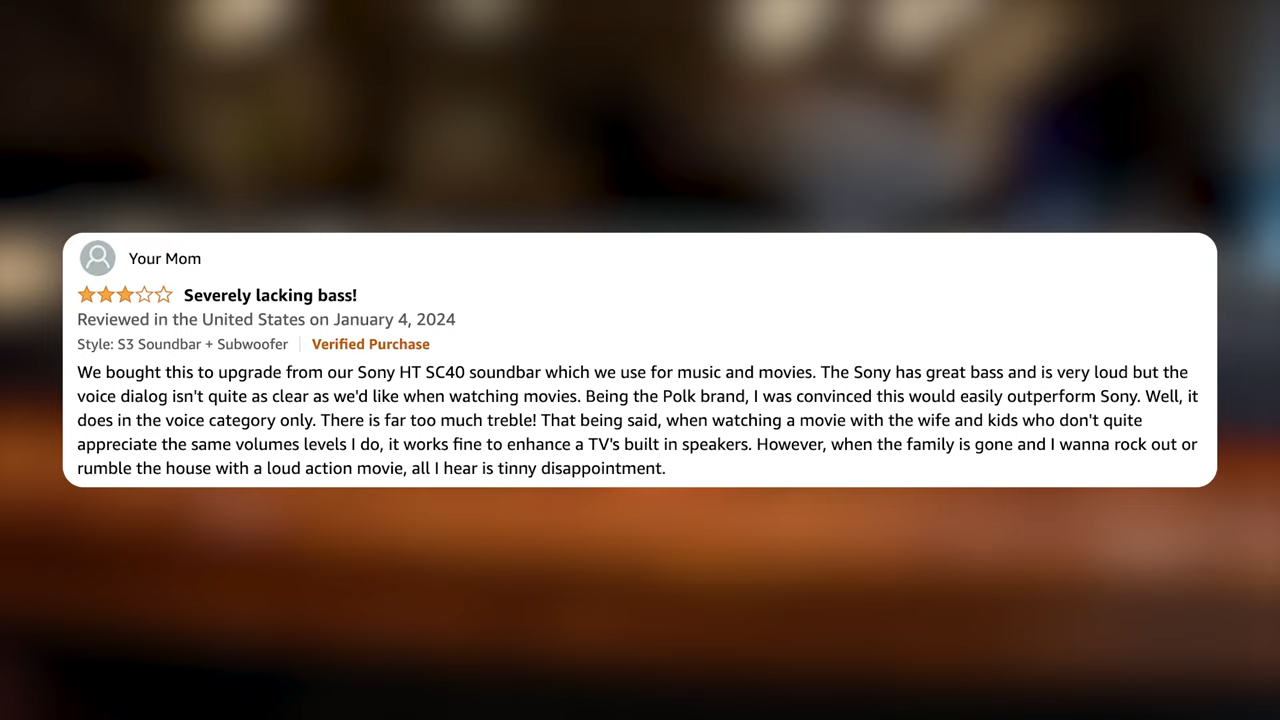 Your Mom
Severely lacking bass!
Reviewed in the United States on January 4, 2024
Style: S3 Soundbar + Subwoofer Verified Purchase
We bought this to upgrade from our Sony HT SC40 soundbar which we use for music and movies. The Sony has great bass and is very loud but the
voice dialog isn't quite as clear as we'd like when watching movies. Being the Polk brand, I was convinced this would easily outperform Sony. Well, it
does in the voice category only. There is far too much treble! That being said, when watching a movie with the wife and kids who don't quite
appreciate the same volumes levels I do, it works fine to enhance a TV's built in speakers. However, when the family is gone and I wanna rock out or
rumble the house with a loud action movie, all I hear is tinny disappointment.